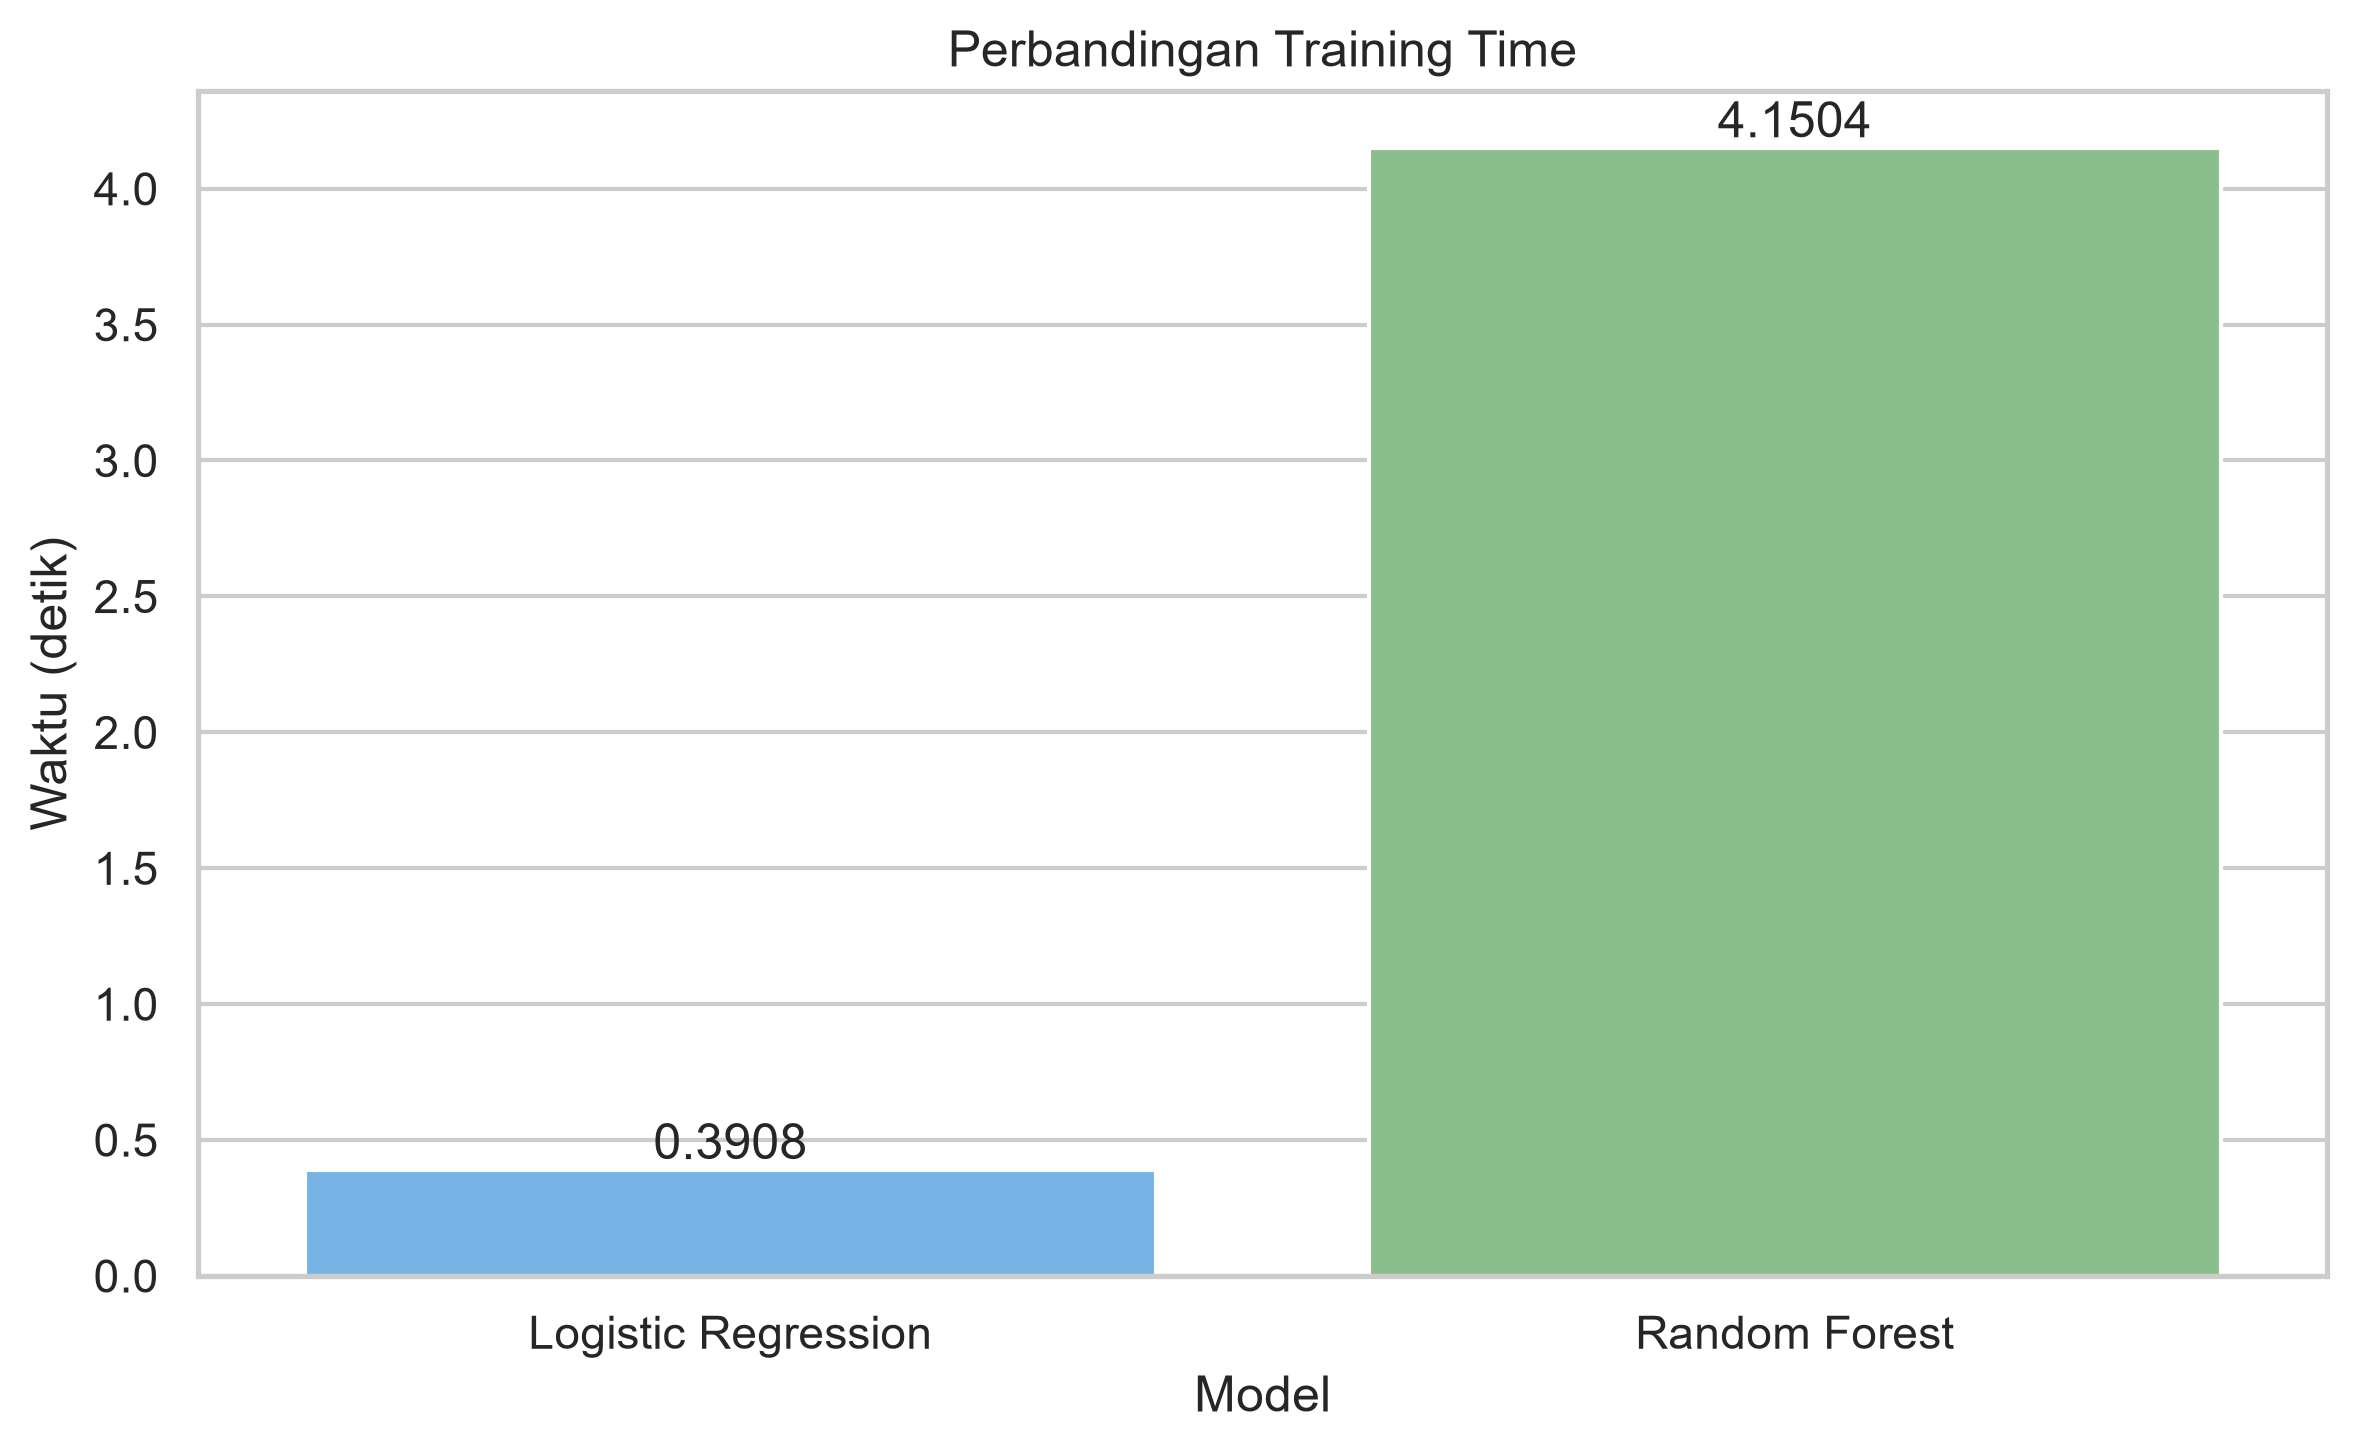 Perbandingan Training Time
4.1504
4.0
3.5
3.0
2.5
2.0
1.5
1.0
0.5
0.0
Waktu (detik)
0.3908
Logistic Regression
Random Forest
Model